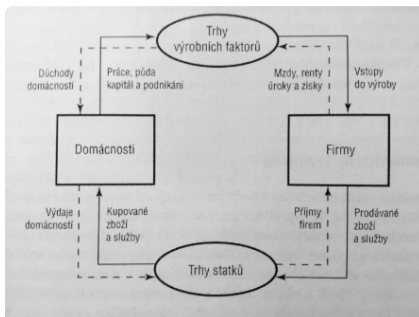 Trhy
výrobních faktorů
Důchody
domácností
Práce, půda
kapitál a podnikání
Mzdy, renty
úroky a zisky
Vstupy
do výroby
Domácnosti
Firmy
Výdaje
domácností
Kupované
zboží
a služby
Příjmy
firem
Prodávané
zboží
a služby
Trhy statků